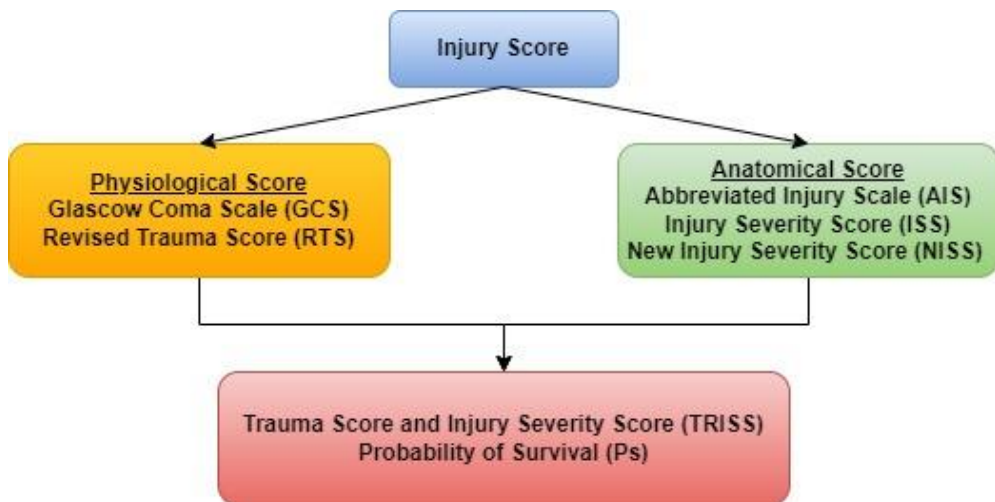 Injury Score
Physiological Score
Glascow Coma Scale (GCS)
Revised Trauma Score (RTS)
Anatomical Score
Abbreviated Injury Scale (AIS)
Injury Severity Score (ISS)
New Injury Severity Score (NISS)
Trauma Score and Injury Severity Score (TRISS)
Probability of Survival (Ps)